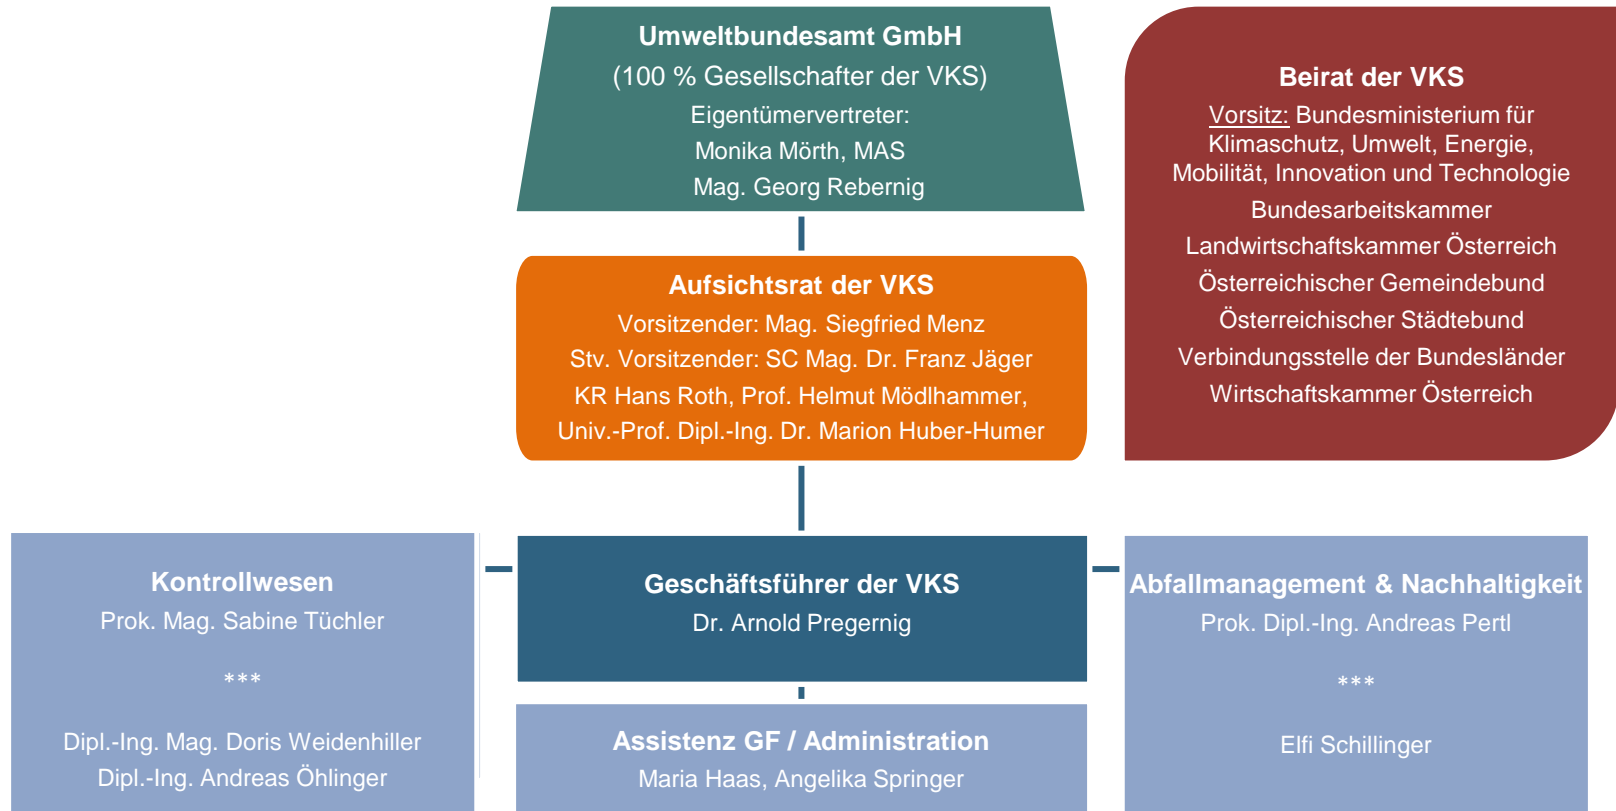 Umweltbundesamt GmbH
(100 % Gesellschafter der VKS)
Eigentümervertreter:
Monika Mörth, MAS
Mag. Georg Rebernig
Beirat der VKS
Vorsitz: Bundesministerium für
Klimaschutz, Umwelt, Energie,
Mobilität, Innovation und Technologie
Bundesarbeitskammer
Landwirtschaftskammer Österreich
Österreichischer Gemeindebund
Österreichischer Städtebund
Verbindungsstelle der Bundesländer
Wirtschaftskammer Österreich
Aufsichtsrat der VKS
Vorsitzender: Mag. Siegfried Menz
Stv. Vorsitzender: SC Mag. Dr. Franz Jäger
KR Hans Roth, Prof. Helmut Mödlhammer,
Univ.-Prof. Dipl.-Ing. Dr. Marion Huber-Humer
Kontrollwesen
Prok. Mag. Sabine Tüchler
***
Dipl.-Ing. Mag. Doris Weidenhiller
Dipl.-Ing. Andreas Öhlinger
Geschäftsführer der VKS
Dr. Arnold Pregernig
Assistenz GF / Administration
Maria Haas, Angelika Springer
Abfallmanagement & Nachhaltigkeit
Prok. Dipl.-Ing. Andreas Pertl
***
Elfi Schillinger